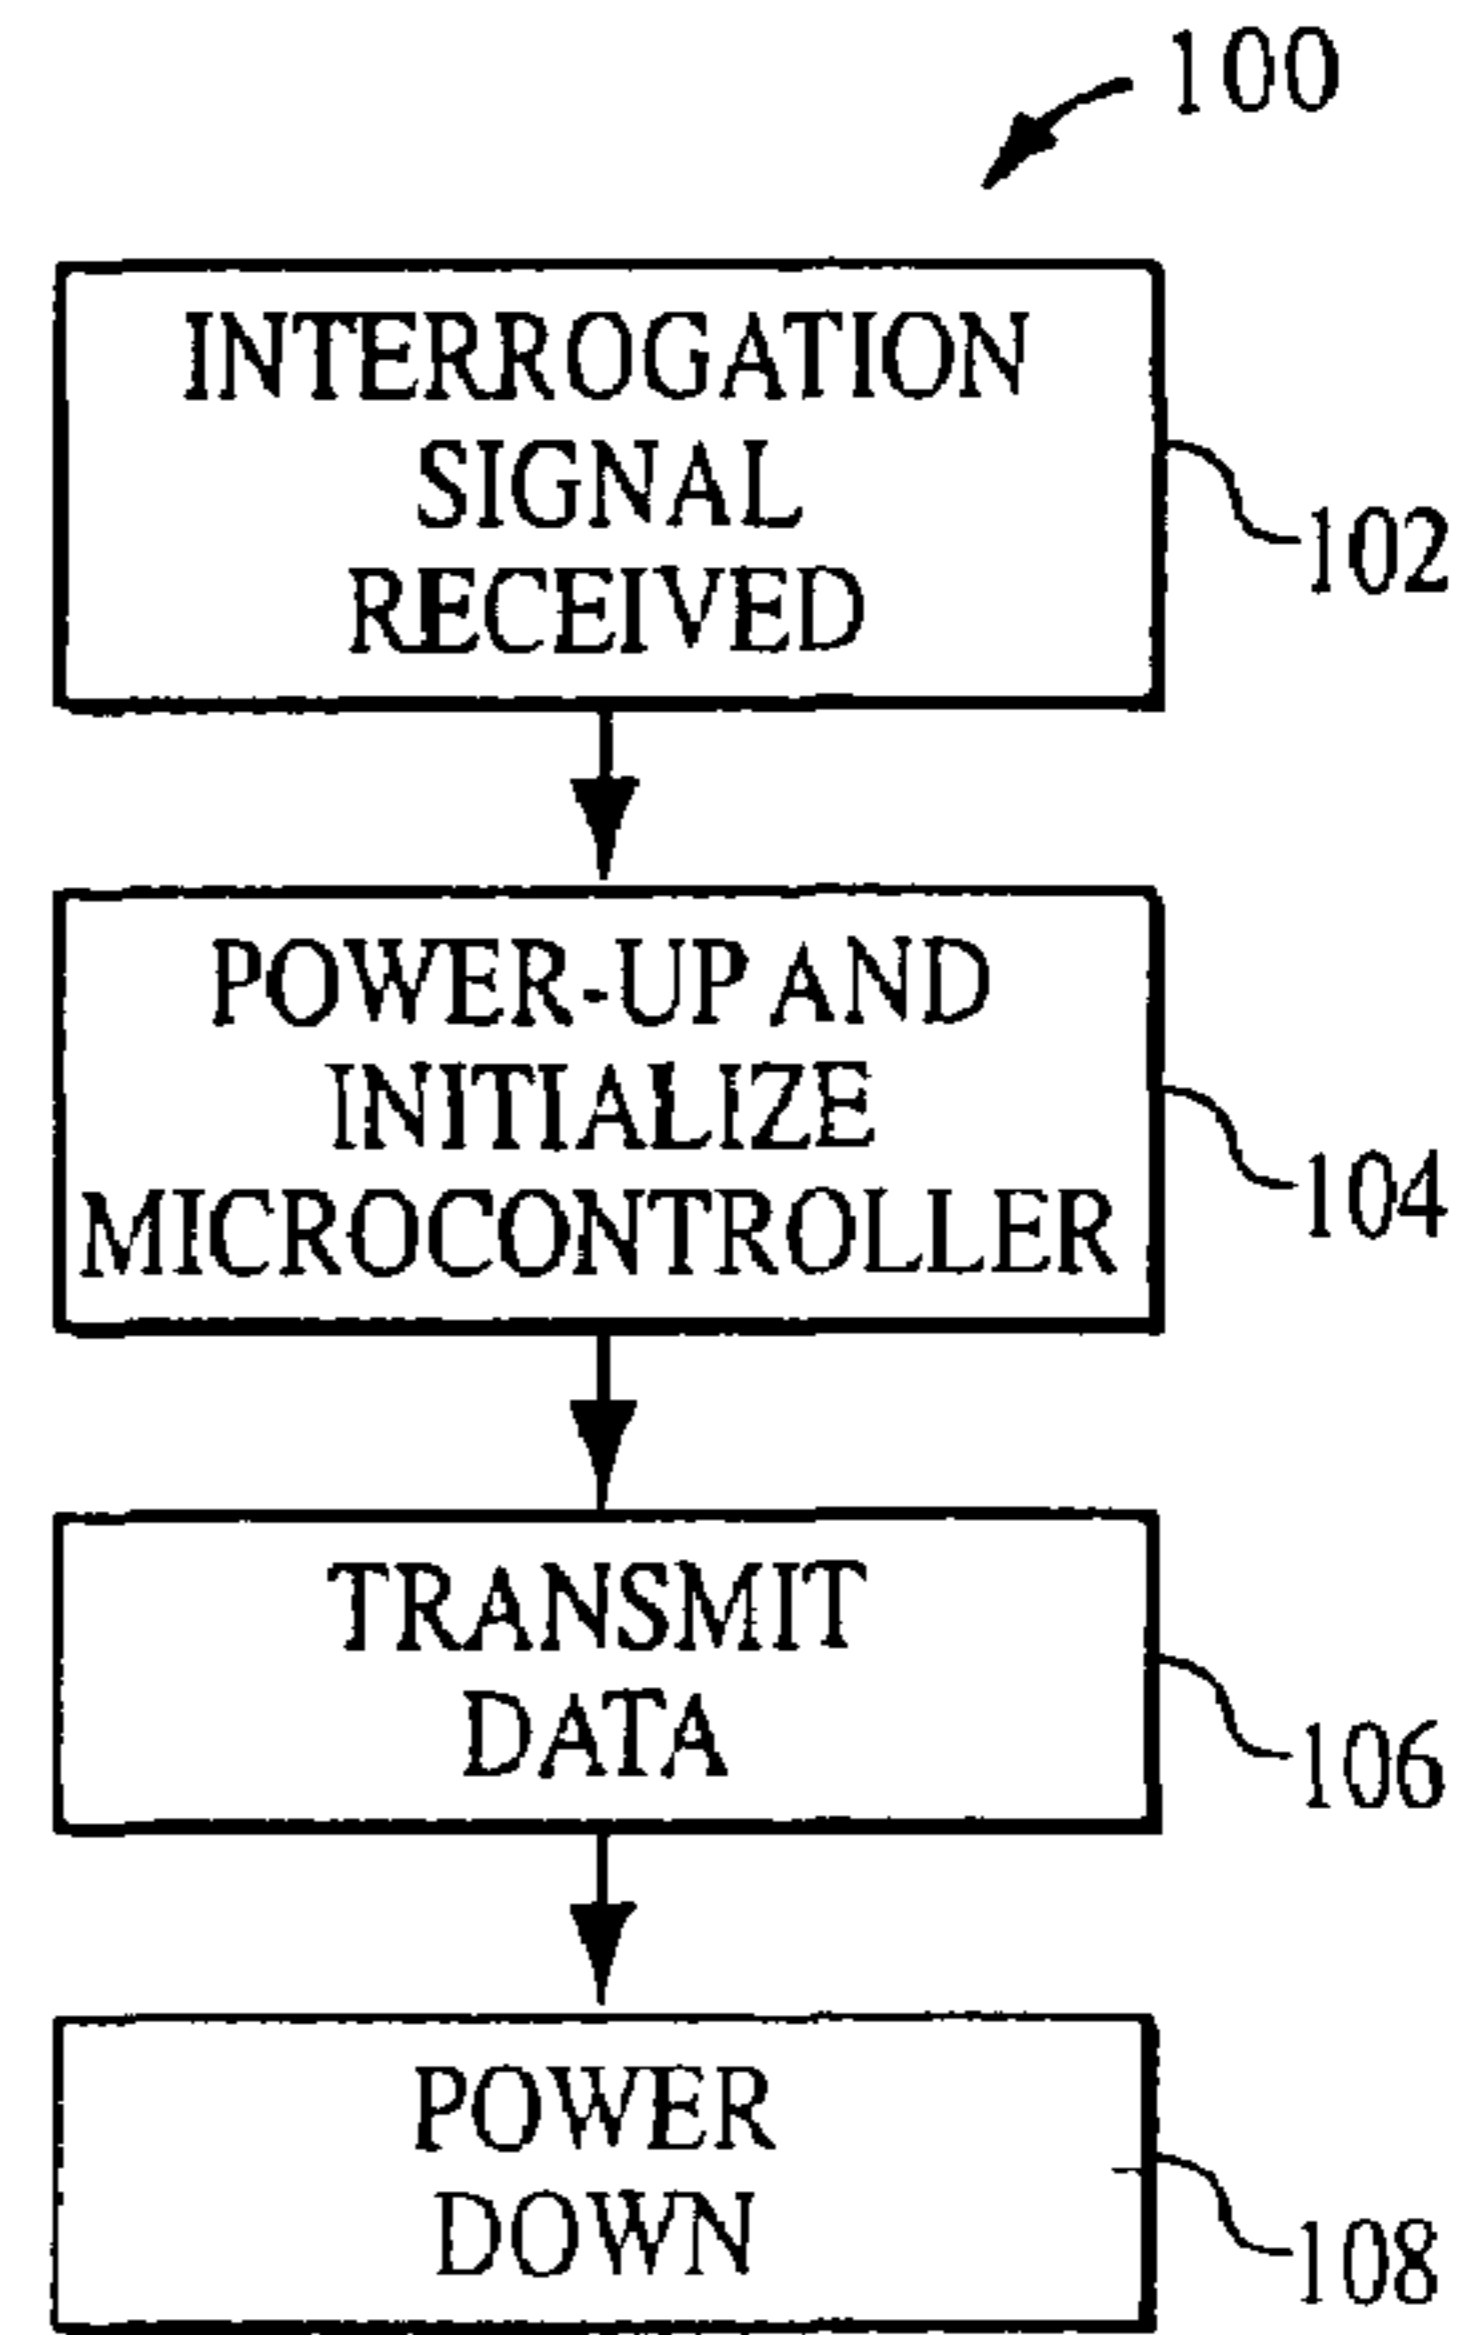 100
INTERROGATION
SIGNAL
RECEIVED
102
POWER-UP AND
INITIALIZE
MICROCONTROLLER
104
TRANSMIT
DATA
106
POWER
DOWN
108